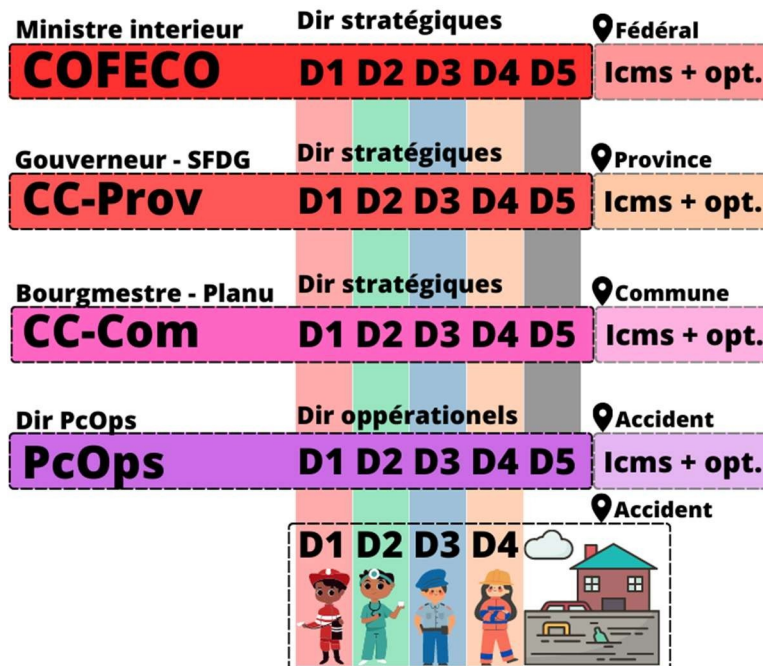 Ministre interieur Dir stratégiques Fédéral
COFECO D1 D2 D3 D4 D5 Icms + opt.
Gouverneur - SFDG Dir stratégiques Province
CC-Prov D1 D2 D3 D4 D5 Icms + opt.
Bourgmestre - Planu Dir stratégiques Commune
CC-Com D1 D2 D3 D4 D5 Icms + opt.
Dir PcOps Dir oppérationels Accident
PcOps D1 D2 D3 D4 D5 Icms + opt.
Accident
D1 D2 D3 D4